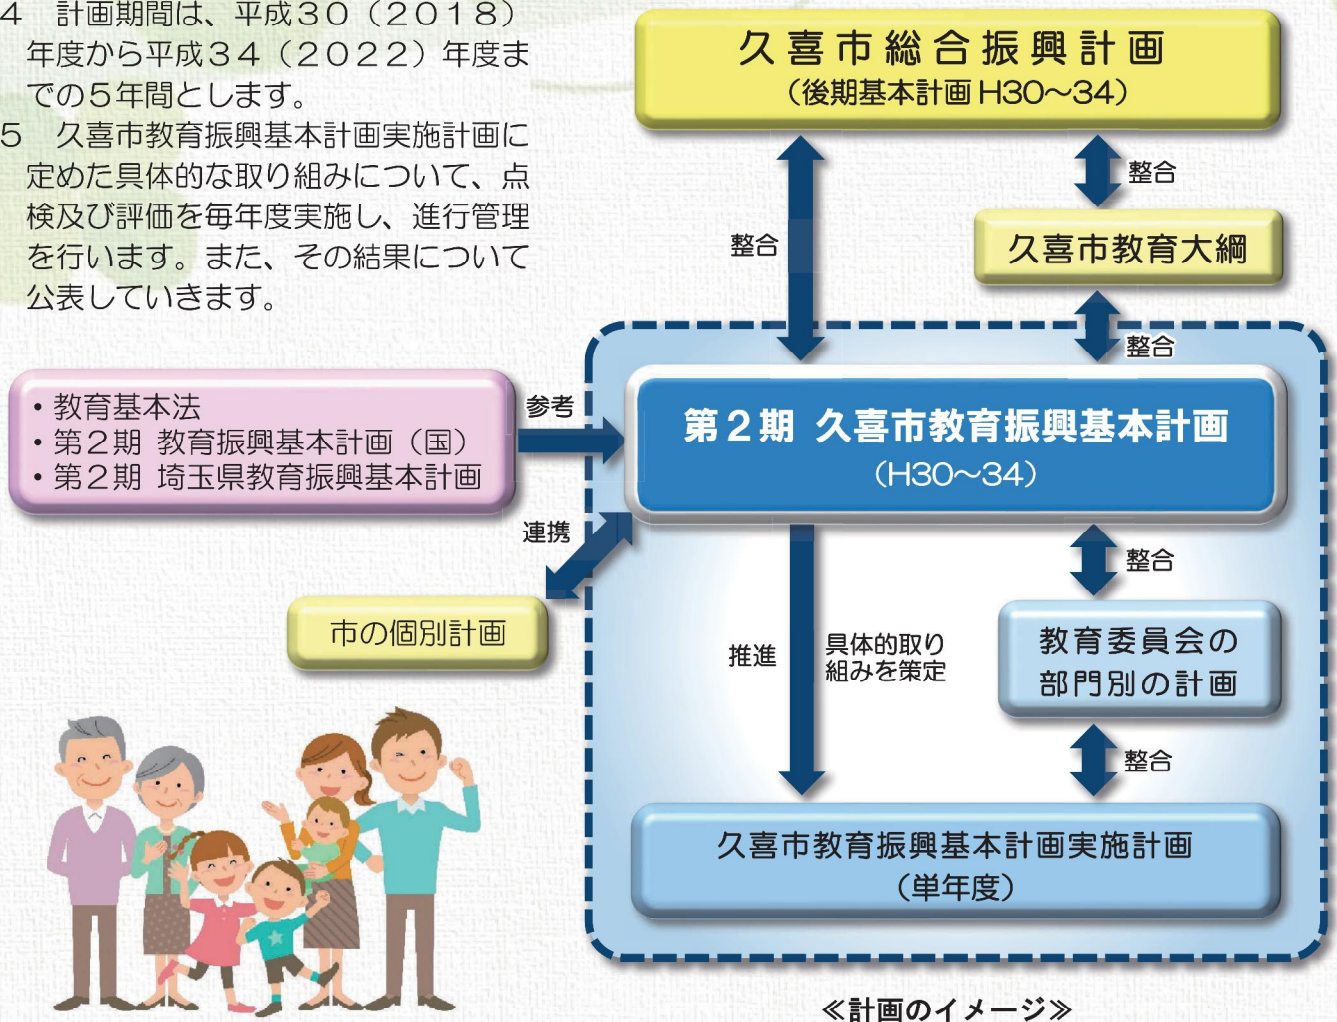 4 計画期間は、平成３０（２０１８）
年度から平成３４（２０２２）年度ま
での５年間とします。
5 久喜市教育振興基本計画実施計画に
定めた具体的な取り組みについて、点
検及び評価を毎年度実施し、進行管理
を行います。また、その結果について
公表していきます。
久喜市総合振興計画
（後期基本計画 H30～34）
整合
整合
久喜市教育大綱
整合
・教育基本法
・第２期 教育振興基本計画（国）
・第２期 埼玉県教育振興基本計画
参考
第２期 久喜市教育振興基本計画
（H30～34）
連携
市の個別計画
整合
推進
具体的取り
組みを策定
教育委員会の
部門別の計画
整合
久喜市教育振興基本計画実施計画
（単年度）
≪計画のイメージ≫